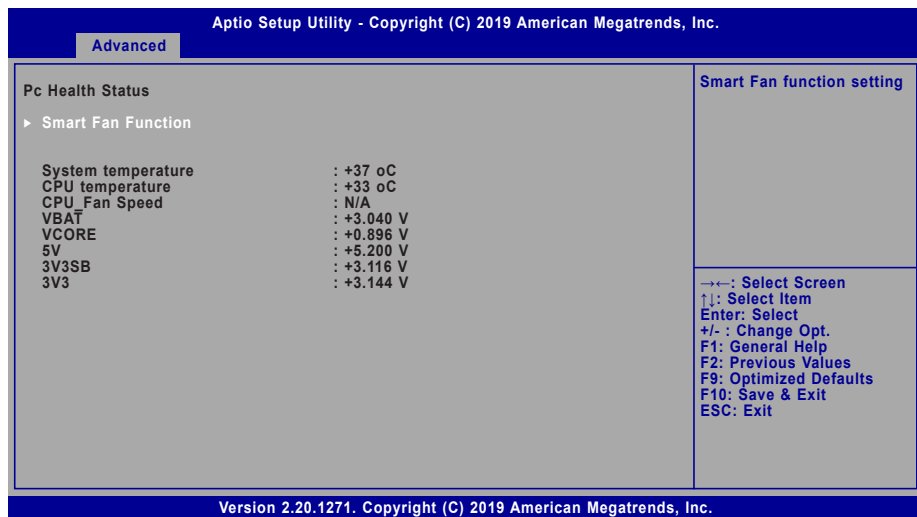 Aptio Setup Utility - Copyright (C) 2019 American Megatrends, Inc.
Advanced
Pc Health Status
► Smart Fan Function
System temperature : +37 oC
CPU temperature : +33 oC
CPU_Fan Speed : N/A
VBAT : +3.040 V
VCORE : +0.896 V
5V : +5.200 V
3V3SB : +3.116 V
3V3 : +3.144 V
Smart Fan function setting
→←: Select Screen
↑↓: Select Item
Enter: Select
+/- : Change Opt.
F1: General Help
F2: Previous Values
F9: Optimized Defaults
F10: Save & Exit
ESC: Exit
Version 2.20.1271. Copyright (C) 2019 American Megatrends, Inc.